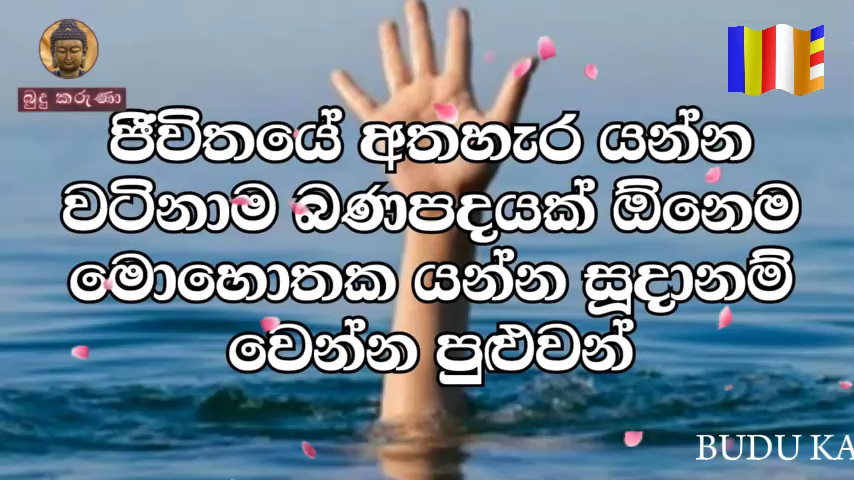 බුදු කරුණා
ජීවිතයේ අතහැර යන්න
වටිනාම බණපදයක් ඕනෙම
මොහොතක යන්න සූදානම්
වෙන්න පුළුවන්
BUDU KA